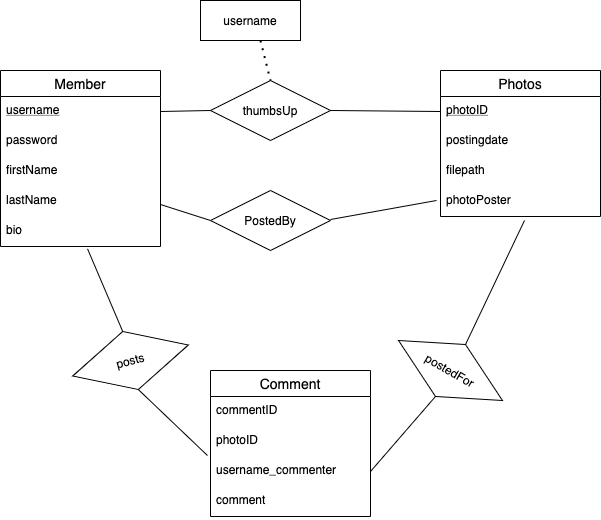 username
Member
username
password
firstName
lastName
bio
thumbsUp
Photos
photoID
postingdate
filepath
photoPoster
PostedBy
posts
postedFor
Comment
commentID
photoID
username_commenter
comment